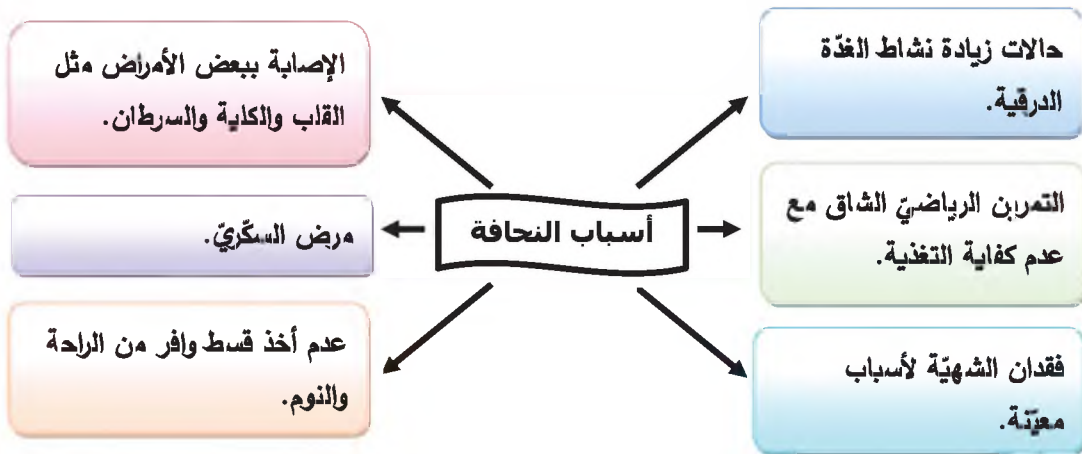 حالات زيادة نشاط الغدّة
الدرقية.
الإصابة ببعض الأمراض مثل
القلب والكلية والسرطان.
التمرين الرياضيّ الشاق مع
عدم كفاية التغذية.
أسباب النحافة
مرض السكّريّ.
فقدان الشهيّة لأسباب
معيّنة.
عدم أخذ قسط وافر من الراحة
والنوم.